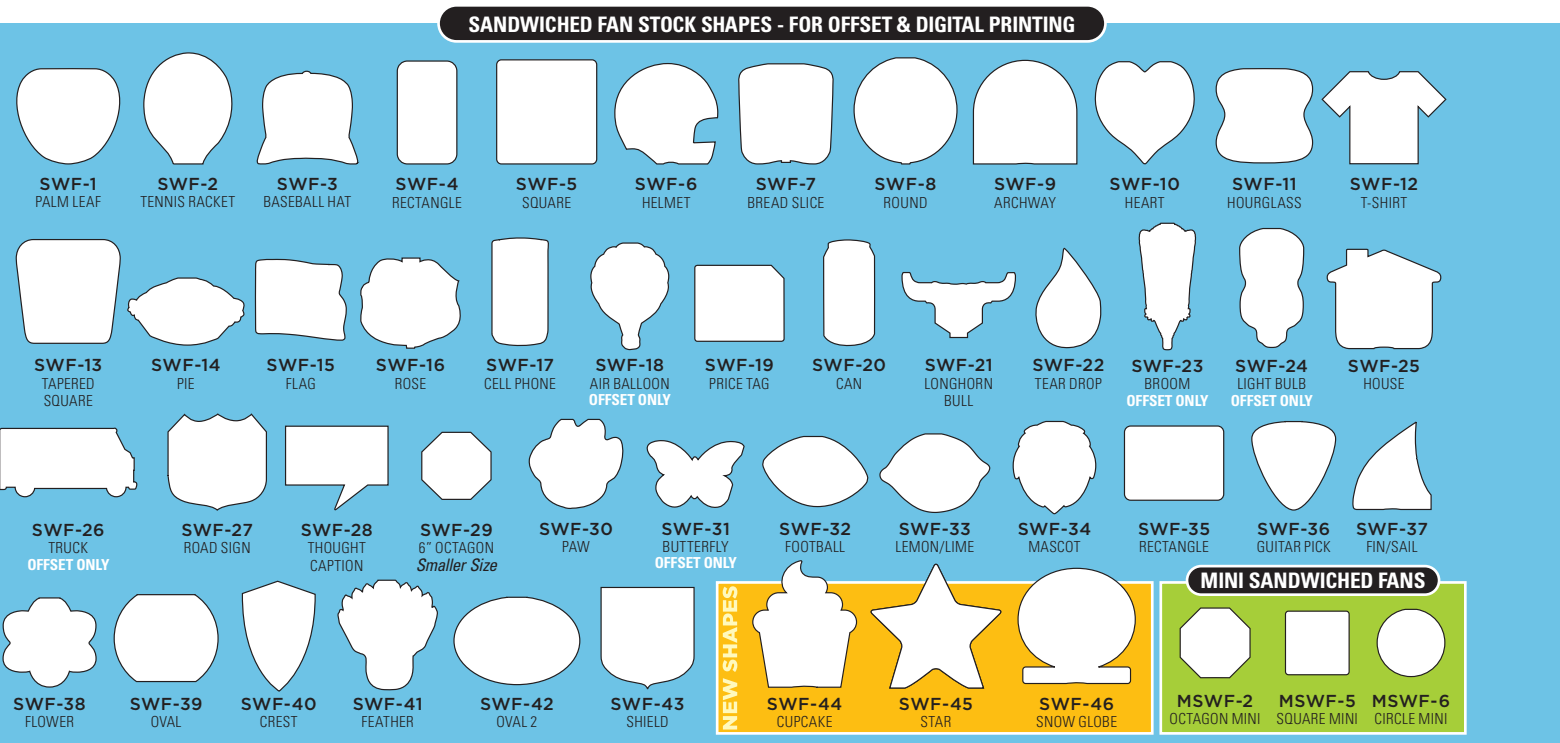 SANDWICHED FAN STOCK SHAPES - FOR OFFSET & DIGITAL PRINTING
SWF-1
PALM LEAF
SWF-2
TENNIS RACKET
SWF-3
BASEBALL HAT
SWF-4
RECTANGLE
SWF-5
SQUARE
SWF-6
HELMET
SWF-7
BREAD SLICE
SWF-8
ROUND
SWF-9
ARCHWAY
SWF-10
HEART
SWF-11
HOURGLASS
SWF-12
T-SHIRT
SWF-13
TAPERED
SQUARE
SWF-14
PIE
SWF-15
FLAG
SWF-16
ROSE
SWF-17
CELL PHONE
SWF-18
AIR BALLOON
OFFSET ONLY
SWF-19
PRICE TAG
SWF-20
CAN
SWF-21
LONGHORN
BULL
SWF-22
TEAR DROP
SWF-23
BROOM
OFFSET ONLY
SWF-24
LIGHT BULB
OFFSET ONLY
SWF-25
HOUSE
SWF-26
TRUCK
OFFSET ONLY
SWF-27
ROAD SIGN
SWF-28
THOUGHT
CAPTION
SWF-29
6" OCTAGON
Smaller Size
SWF-30
PAW
SWF-31
BUTTERFLY
OFFSET ONLY
SWF-32
FOOTBALL
SWF-33
LEMON/LIME
SWF-34
MASCOT
SWF-35
RECTANGLE
SWF-36
GUITAR PICK
SWF-37
FIN/SAIL
SWF-38
FLOWER
SWF-39
OVAL
SWF-40
CREST
SWF-41
FEATHER
SWF-42
OVAL 2
SWF-43
SHIELD
NEW SHAPES
SWF-44
CUPCAKE
SWF-45
STAR
SWF-46
SNOW GLOBE
MINI SANDWICHED FANS
MSWF-2
OCTAGON MINI
MSWF-5
SQUARE MINI
MSWF-6
CIRCLE MINI